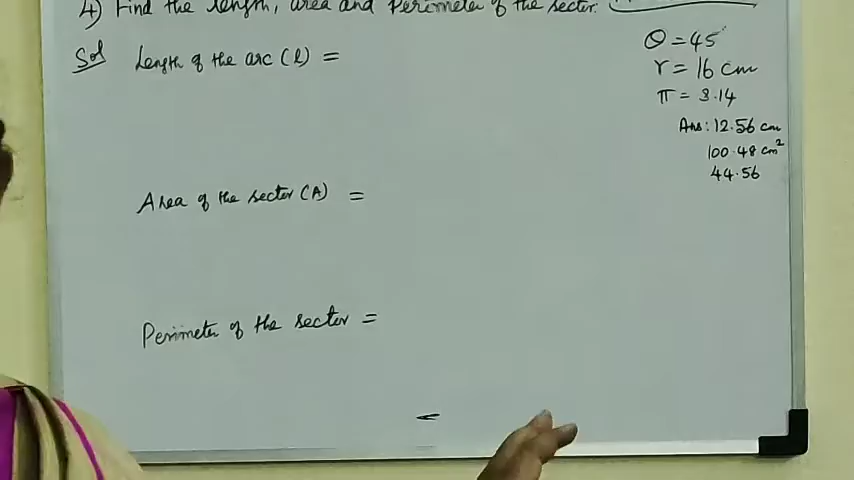 4) Find the length, area and Perimeter of the sector.
Sol Length of the arc (l) =
θ = 45°
r = 16 cm
π = 3.14
Ans: 12.56 cm
100.48 cm²
44.56
Area of the sector (A) =
Perimeter of the sector =